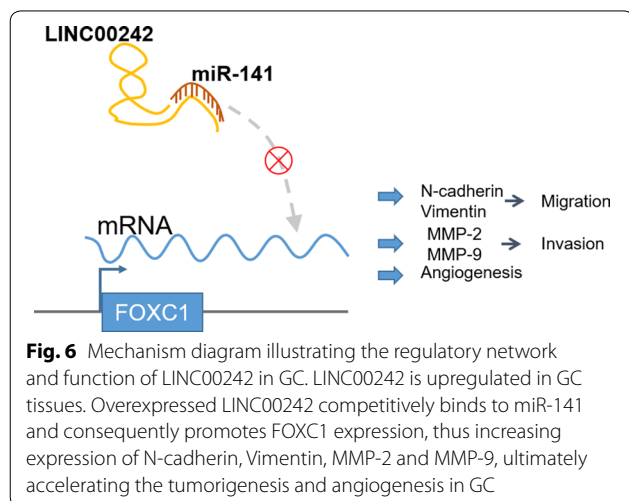 LINC00242
miR-141
mRNA
FOXC1
N-cadherin
Vimentin
Migration
MMP-2
MMP-9
Invasion
Angiogenesis
Fig. 6 Mechanism diagram illustrating the regulatory network
and function of LINC00242 in GC. LINC00242 is upregulated in GC
tissues. Overexpressed LINC00242 competitively binds to miR-141
and consequently promotes FOXC1 expression, thus increasing
expression of N-cadherin, Vimentin, MMP-2 and MMP-9, ultimately
accelerating the tumorigenesis and angiogenesis in GC